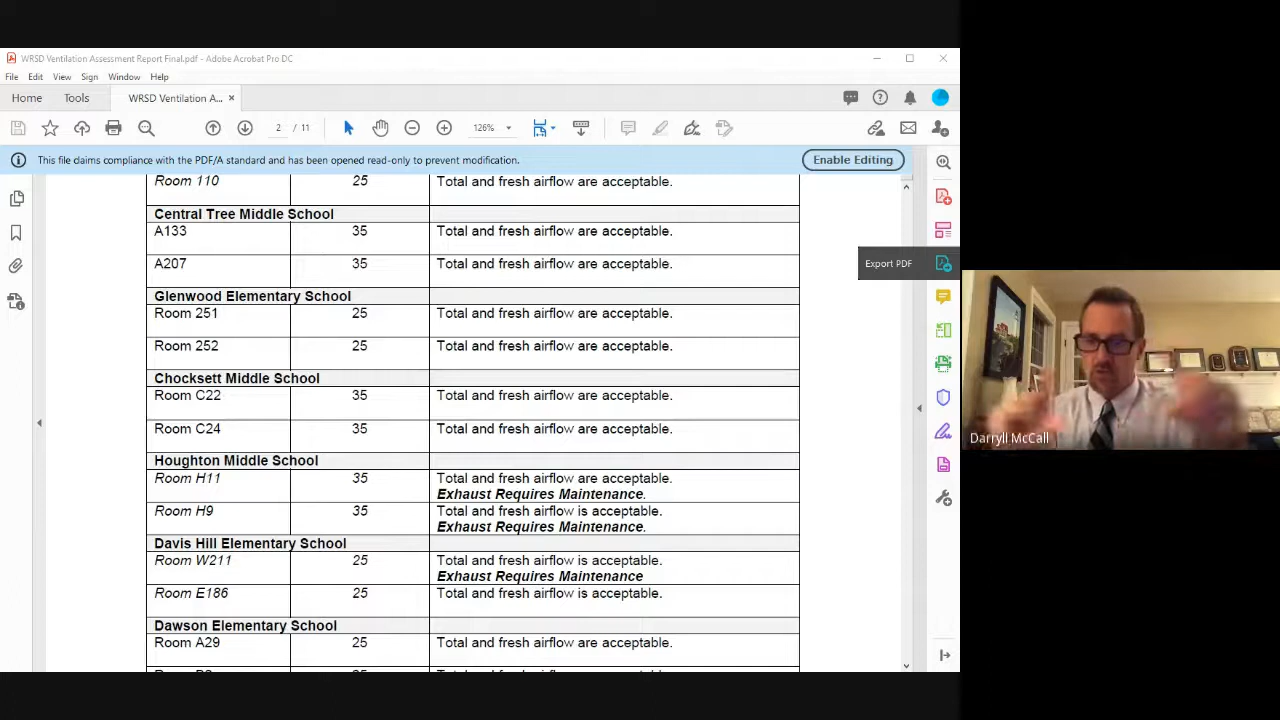 WRSD Ventilation Assessment Report Final.pdf - Adobe Acrobat Pro DC
File Edit View Sign Window Help
Home Tools WRSD Ventilation A... ×
2 / 11 126%
This file claims compliance with the PDF/A standard and has been opened read-only to prevent modification. Enable Editing
Room 110 25 Total and fresh airflow are acceptable.
Central Tree Middle School
A133 35 Total and fresh airflow are acceptable.
A207 35 Total and fresh airflow are acceptable.
Export PDF
Glenwood Elementary School
Room 251 25 Total and fresh airflow are acceptable.
Room 252 25 Total and fresh airflow are acceptable.
Chocksett Middle School
Room C22 35 Total and fresh airflow are acceptable.
Room C24 35 Total and fresh airflow are acceptable.
Houghton Middle School
Room H11 35 Total and fresh airflow are acceptable.
Exhaust Requires Maintenance.
Room H9 35 Total and fresh airflow is acceptable.
Exhaust Requires Maintenance.
Davis Hill Elementary School
Room W211 25 Total and fresh airflow is acceptable.
Exhaust Requires Maintenance
Room E186 25 Total and fresh airflow is acceptable.
Dawson Elementary School
Room A29 25 Total and fresh airflow are acceptable.
Darryll McCall